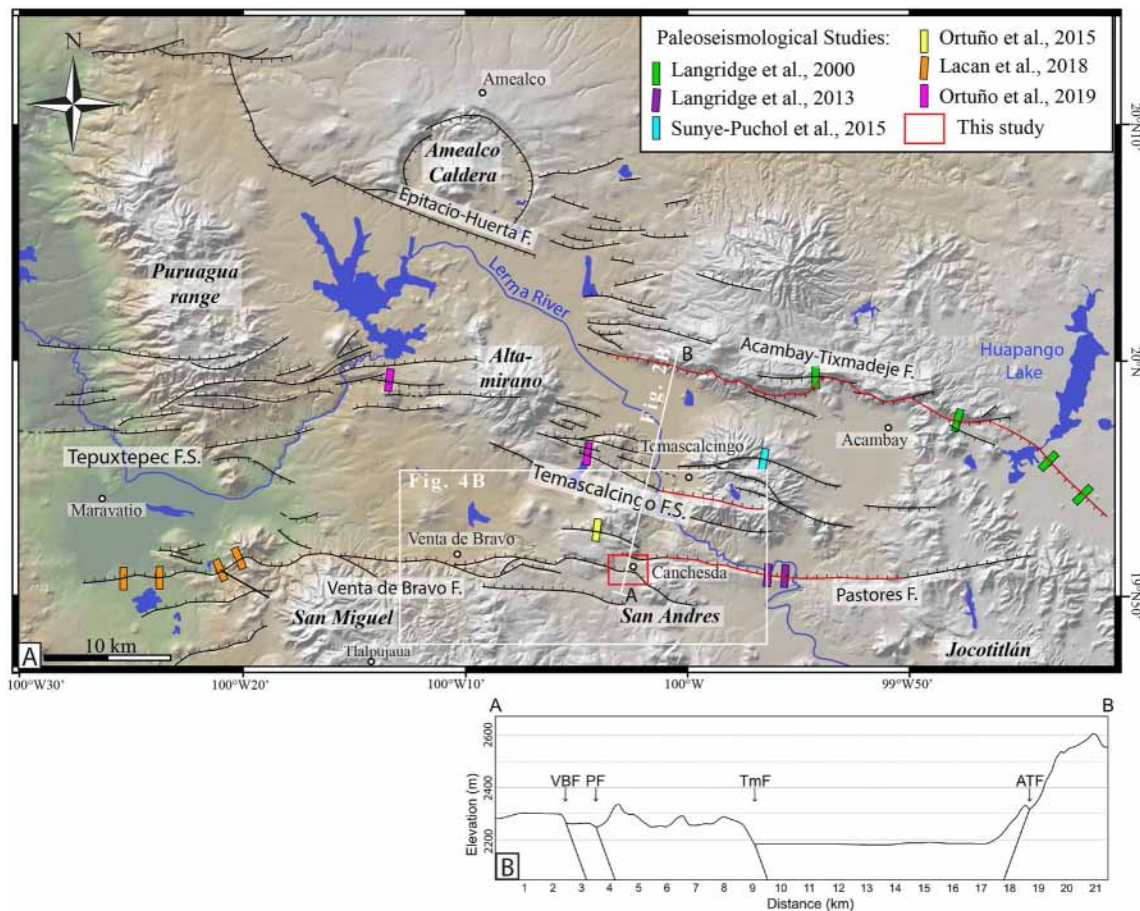 Paleoseismological Studies:
Langridge et al., 2000
Langridge et al., 2013
Sunye-Puchol et al., 2015
Ortuño et al., 2015
Lacan et al., 2018
Ortuño et al., 2019
This study
N
Amealco
Amealco
Caldera
Epitacio-Huerta F.
Puruagua
range
Lerma River
Alta-
mirano
B
Acambay-Tixmadeje F.
Huapango
Lake
Fig. 2B
Acambay
Temascalcingo
Tepuxtepec F.S.
Maravatio
Temascalcingo F.S.
Fig. 4B
Venta de Bravo
Canchesda
Venta de Bravo F.
A
San Miguel
San Andres
Pastores F.
Tlalpujaua
Jocotitlán
10 km
A
20°N10'
20°N
19°N50'
100°W30'
100°W20'
100°W10'
100°W
99°W50'
A
B
VBF
PF
TmF
ATF
Elevation (m)
2600
2400
2200
B
1 2 3 4 5 6 7 8 9 10 11 12 13 14 15 16 17 18 19 20 21
Distance (km)